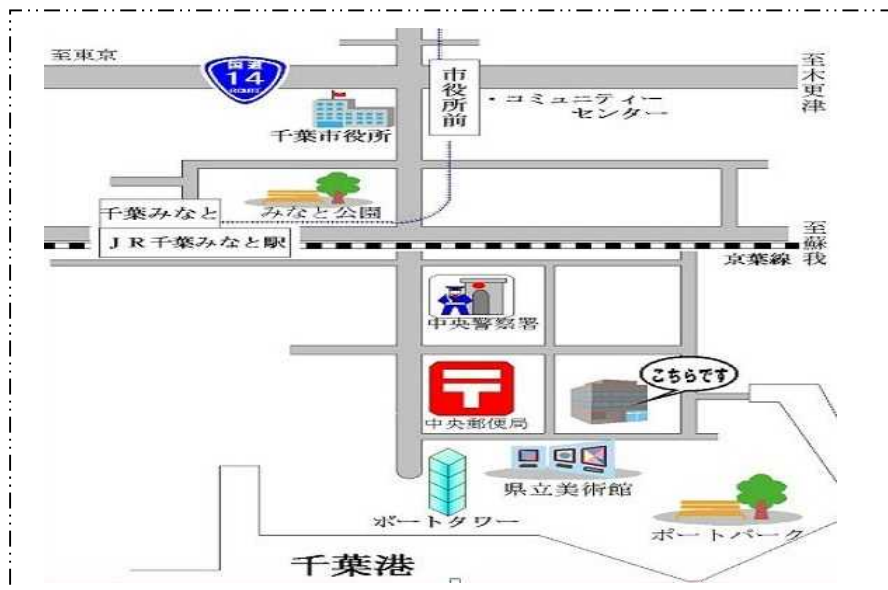 至東京
国道
14
ROUTE
市役所前
・コミュニティー
センター
至木更津
千葉市役所
千葉みなと
みなと公園
JR千葉みなと駅
至蘇我
京葉線
中央警察署
こちらです
中央郵便局
県立美術館
ポートタワー
ポートパーク
千葉港